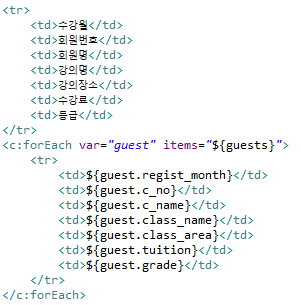 <tr>
<td>수강월</td>
<td>회원번호</td>
<td>회원명</td>
<td>강의명</td>
<td>강의장소</td>
<td>수강료</td>
<td>등급</td>
</tr>
<c:forEach var="guest" items="${guests}">
<tr>
<td>${guest.regist_month}</td>
<td>${guest.c_no}</td>
<td>${guest.c_name}</td>
<td>${guest.class_name}</td>
<td>${guest.class_area}</td>
<td>${guest.tuition}</td>
<td>${guest.grade}</td>
</tr>
</c:forEach>